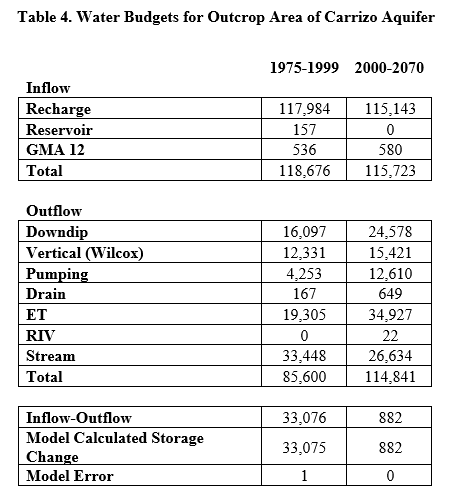 Table 4. Water Budgets for Outcrop Area of Carrizo Aquifer
1975-1999 2000-2070
Inflow
Recharge 117,984 115,143
Reservoir 157 0
GMA 12 536 580
Total 118,676 115,723
Outflow
Downdip 16,097 24,578
Vertical (Wilcox) 12,331 15,421
Pumping 4,253 12,610
Drain 167 649
ET 19,305 34,927
RIV 0 22
Stream 33,448 26,634
Total 85,600 114,841
Inflow-Outflow 33,076 882
Model Calculated Storage
Change 33,075 882
Model Error 1 0